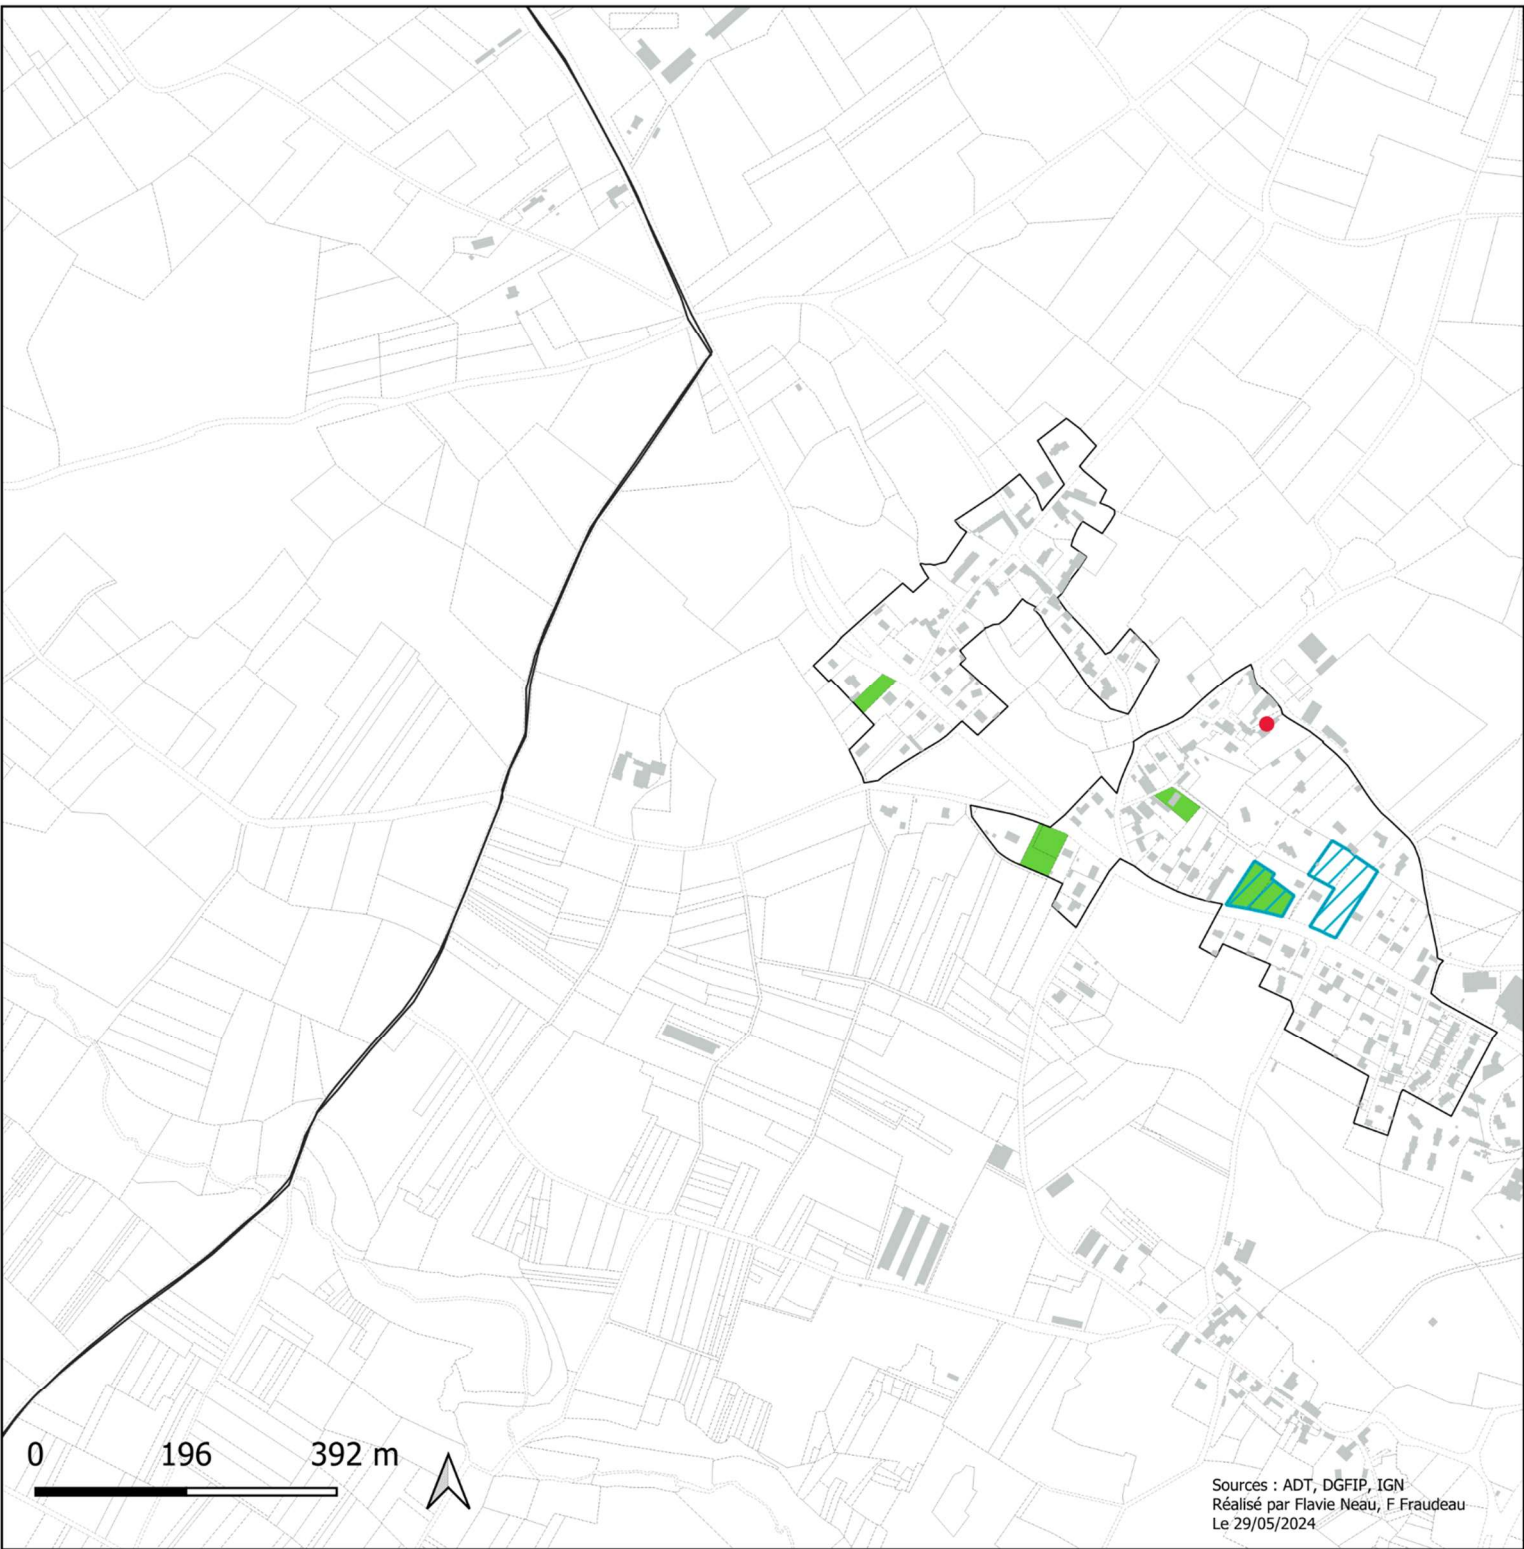 0 196 392 m
Sources : ADT, DGFIP, IGN
Réalisé par Flavie Neau, F Fraudeau
Le 29/05/2024